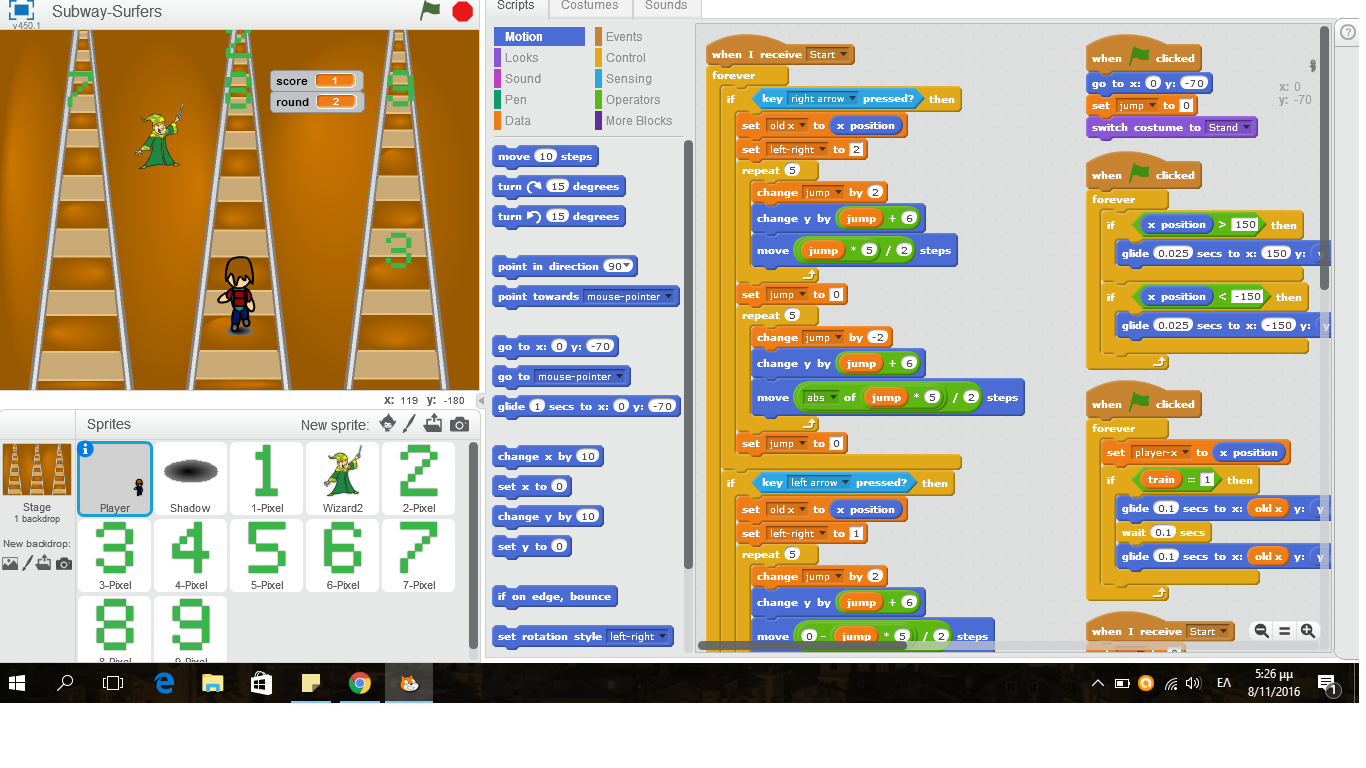 Subway-Surfers
v450.1
score 1
round 2
7
8
9
3
x: 119 y: -180
Sprites
New sprite:
Stage
1 backdrop
New backdrop:
Player
Shadow
1-Pixel
Wizard2
2-Pixel
3-Pixel
4-Pixel
5-Pixel
6-Pixel
7-Pixel
8-Pixel
9-Pixel
Scripts
Costumes
Sounds
Motion
Events
Looks
Control
Sound
Sensing
Pen
Operators
Data
More Blocks
move 10 steps
turn 15 degrees
turn 15 degrees
point in direction 90
point towards mouse-pointer
go to x: 0 y: -70
go to mouse-pointer
glide 1 secs to x: 0 y: -70
change x by 10
set x to 0
change y by 10
set y to 0
if on edge, bounce
set rotation style left-right
when I receive Start
forever
if key right arrow pressed? then
set old x to x position
set left-right to 2
repeat 5
change jump by 2
change y by jump + 6
move jump * 5 / 2 steps
set jump to 0
repeat 5
change jump by -2
change y by jump + 6
move abs of jump * 5 / 2 steps
set jump to 0
if key left arrow pressed? then
set old x to x position
set left-right to 1
repeat 5
change jump by 2
change y by jump + 6
move 0 - jump * 5 / 2 steps
when clicked
go to x: 0 y: -70
set jump to 0
switch costume to Stand
x: 0
y: -70
when clicked
forever
if x position > 150 then
glide 0.025 secs to x: 150 y: y
if x position < -150 then
glide 0.025 secs to x: -150 y: y
when clicked
forever
set player-x to x position
if train = 1 then
glide 0.1 secs to x: old x y: y
wait 0.1 secs
glide 0.1 secs to x: old x y: y
when I receive Start
ΕΛ
5:26 μμ
8/11/2016
1